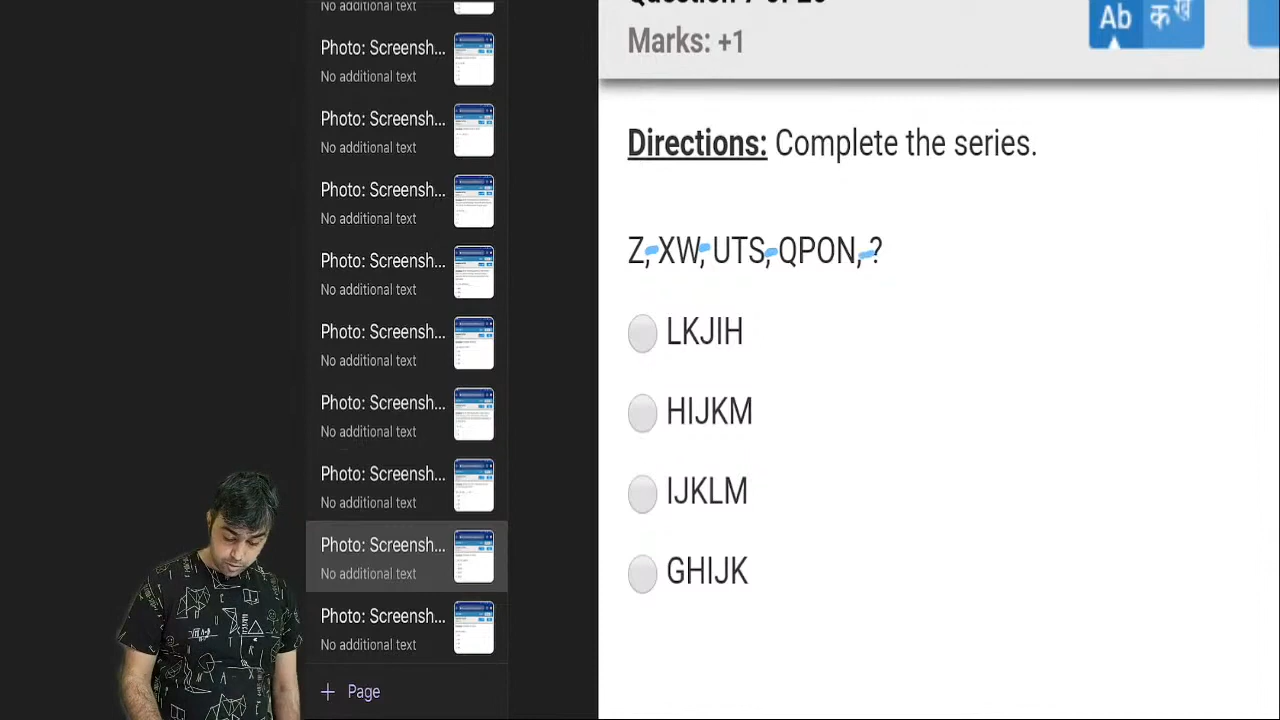 No additional text
Photo: Screensh...
No additional text
Photo: Screensh...
No additional text
Photo: Screensh...
No additional text
Photo: Screensh...
No additional text
Photo: Screensh...
No additional text
Photo: Screensh...
No additional text
Photo: Screensh...
No additional text
Photo: Screensh...
No additional text
Photo: Screensh...
No additional text
+ Page
Marks: +1
Ab क ख
Directions: Complete the series.
Z, XW, UTS, QPON, ?
LKJIH
HIJKM
IJKLM
GHIJK